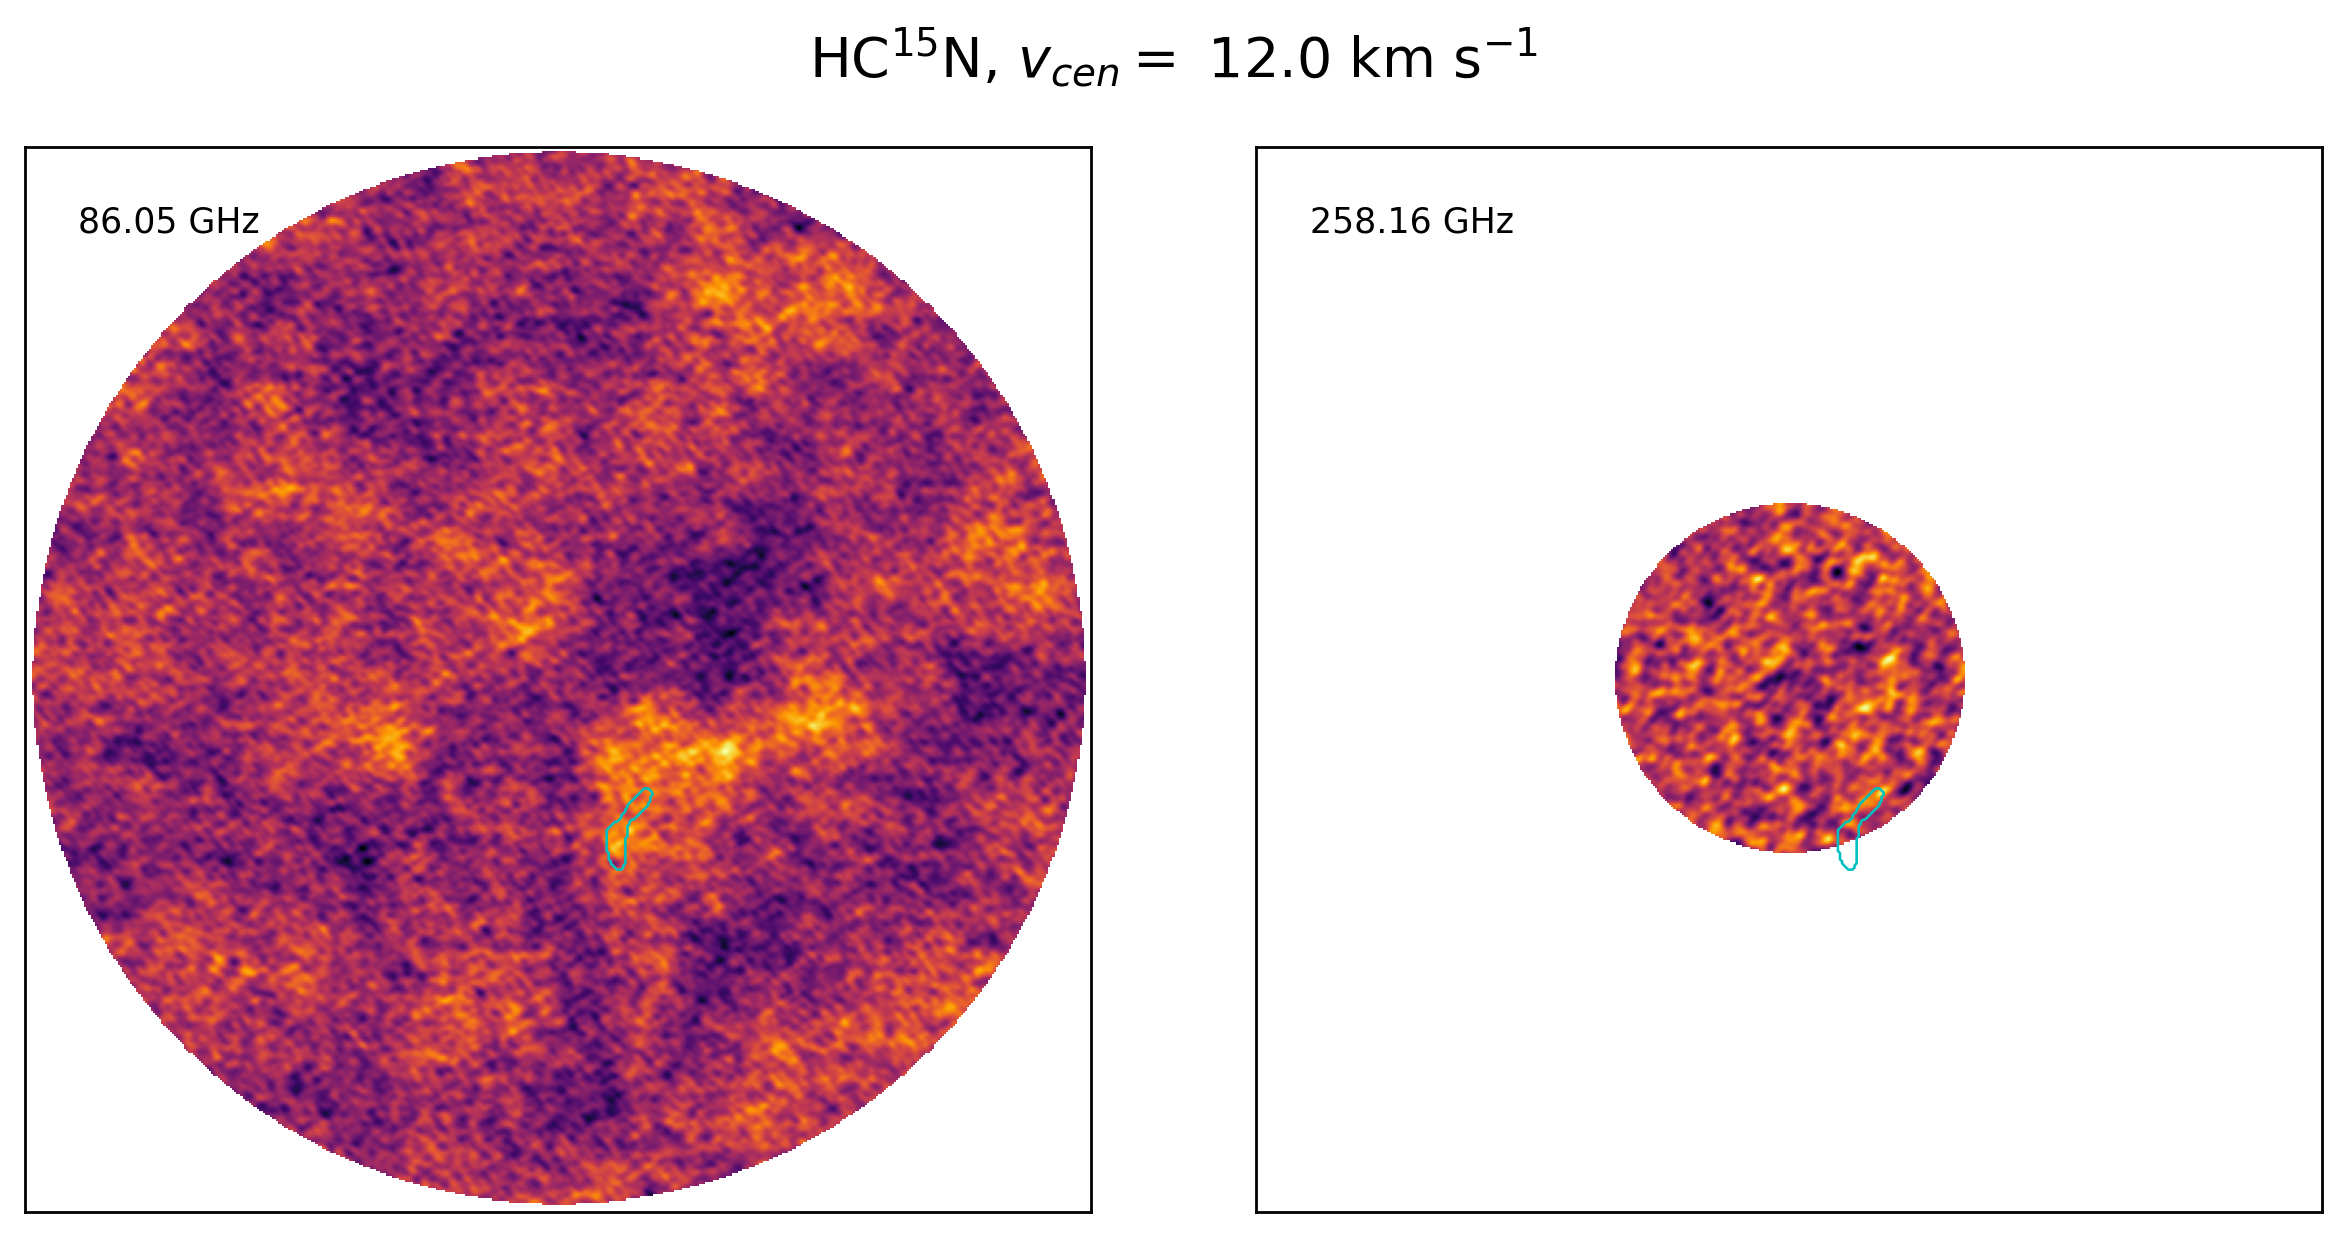 HC¹⁵N, v_cen = 12.0 km s⁻¹
86.05 GHz
258.16 GHz